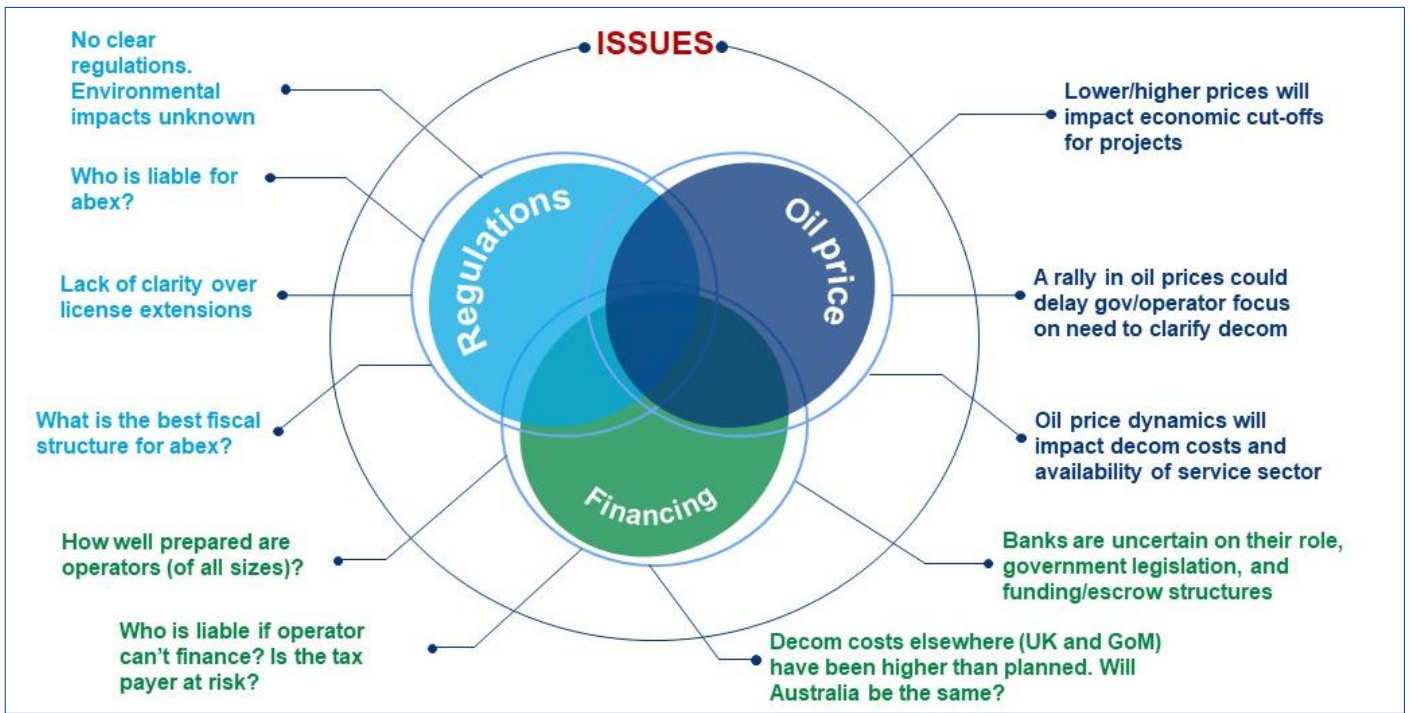 ISSUES
No clear
regulations.
Environmental
impacts unknown
Who is liable for
abex?
Lack of clarity over
license extensions
What is the best fiscal
structure for abex?
Regulations
Oil price
Financing
Lower/higher prices will
impact economic cut-offs
for projects
A rally in oil prices could
delay gov/operator focus
on need to clarify decom
Oil price dynamics will
impact decom costs and
availability of service sector
How well prepared are
operators (of all sizes)?
Who is liable if operator
can't finance? Is the tax
payer at risk?
Banks are uncertain on their role,
government legislation, and
funding/escrow structures
Decom costs elsewhere (UK and GoM)
have been higher than planned. Will
Australia be the same?